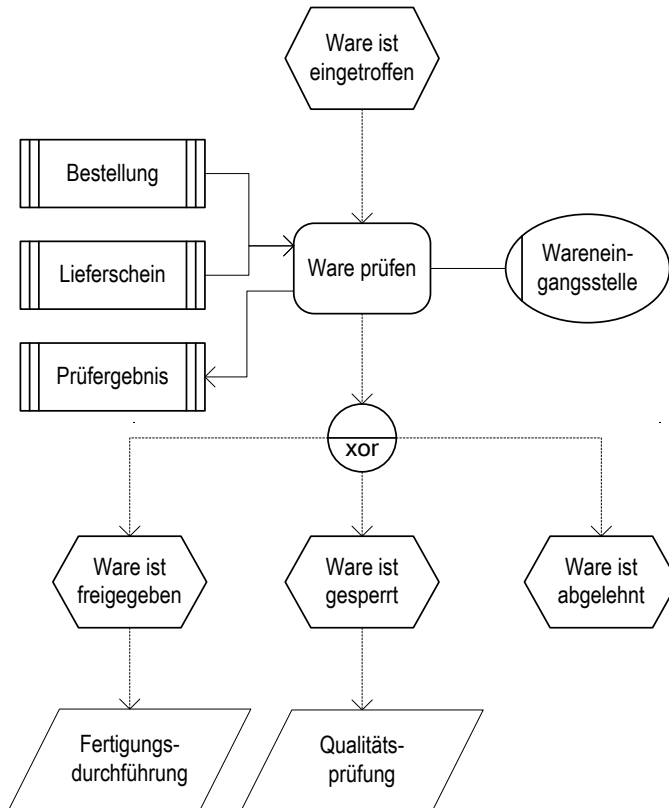 Ware ist
eingetroffen
Bestellung
Lieferschein
Ware prüfen
Warenein-
gangsstelle
Prüfergebnis
xor
Ware ist
freigegeben
Ware ist
gesperrt
Ware ist
abgelehnt
Fertigungs-
durchführung
Qualitäts-
prüfung